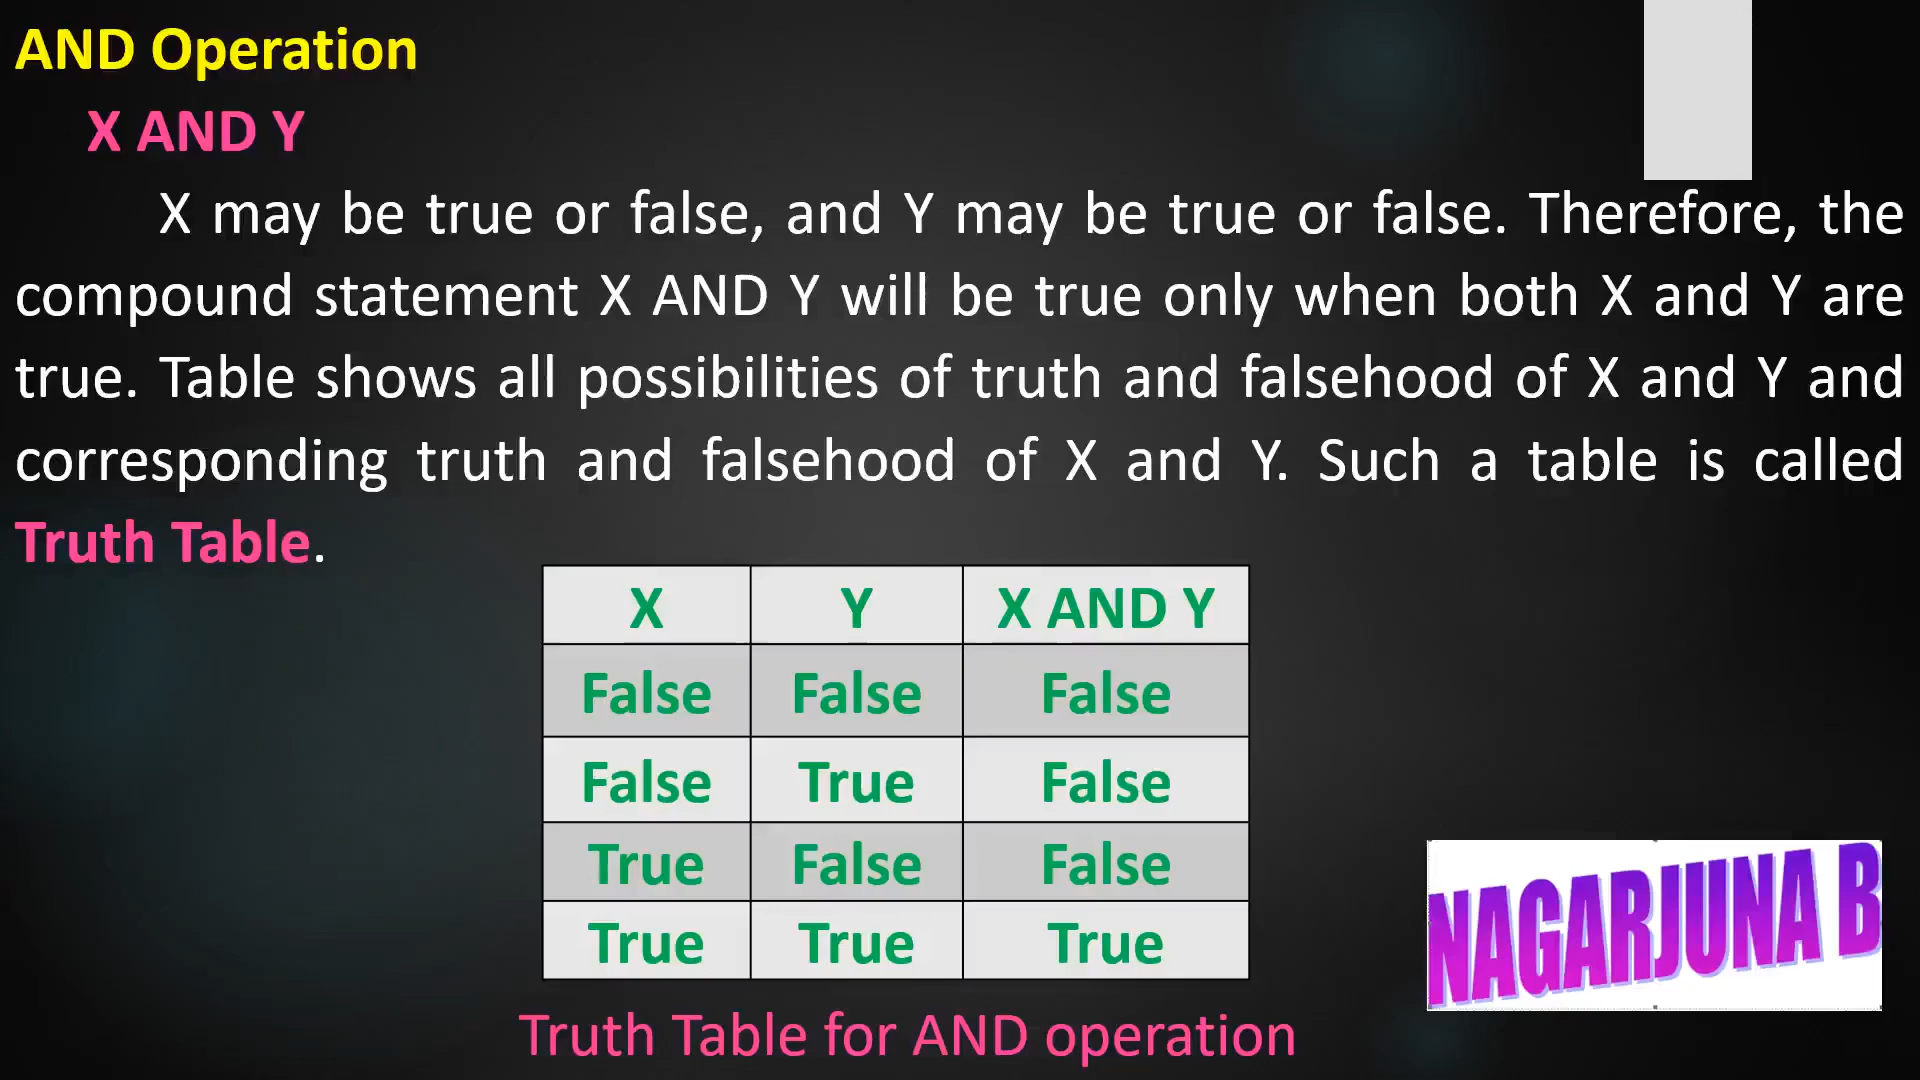 AND Operation
X AND Y
X may be true or false, and Y may be true or false. Therefore, the
compound statement X AND Y will be true only when both X and Y are
true. Table shows all possibilities of truth and falsehood of X and Y and
corresponding truth and falsehood of X and Y. Such a table is called
Truth Table.
X Y X AND Y
False False False
False True False
True False False
True True True
Truth Table for AND operation
NAGARJUNA B